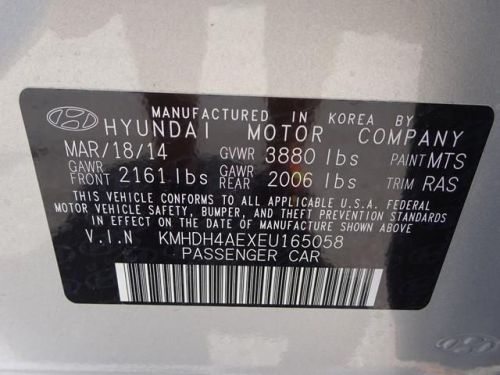 MANUFACTURED IN KOREA BY
HYUNDAI MOTOR COMPANY
MAR/18/14 GVWR 3880 lbs PAINT MTS
GAWR FRONT 2161 lbs GAWR REAR 2006 lbs TRIM RAS
THIS VEHICLE CONFORMS TO ALL APPLICABLE U.S.A FEDERAL
MOTOR VEHICLE SAFETY, BUMPER, AND THEFT PREVENTION STANDARDS
IN EFFECT ON THE DATE OF MANUFACTURE SHOWN ABOVE
V.I.N KMHDH4AEXEU165058
PASSENGER CAR